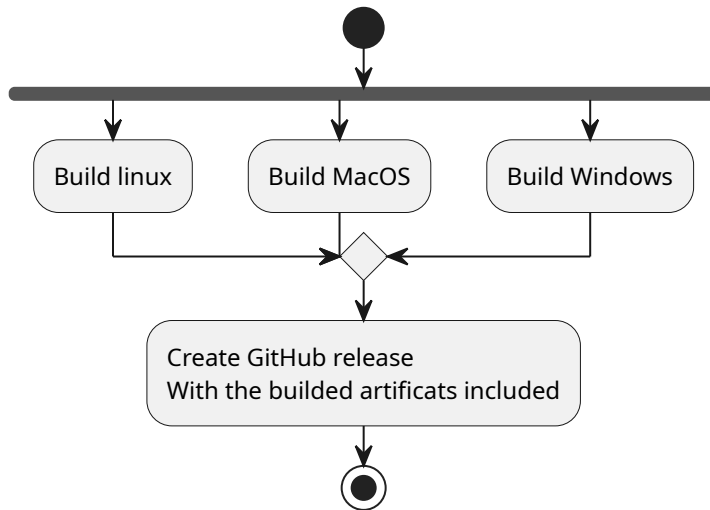 Build linux
Build MacOS
Build Windows
Create GitHub release
With the builded artificats included